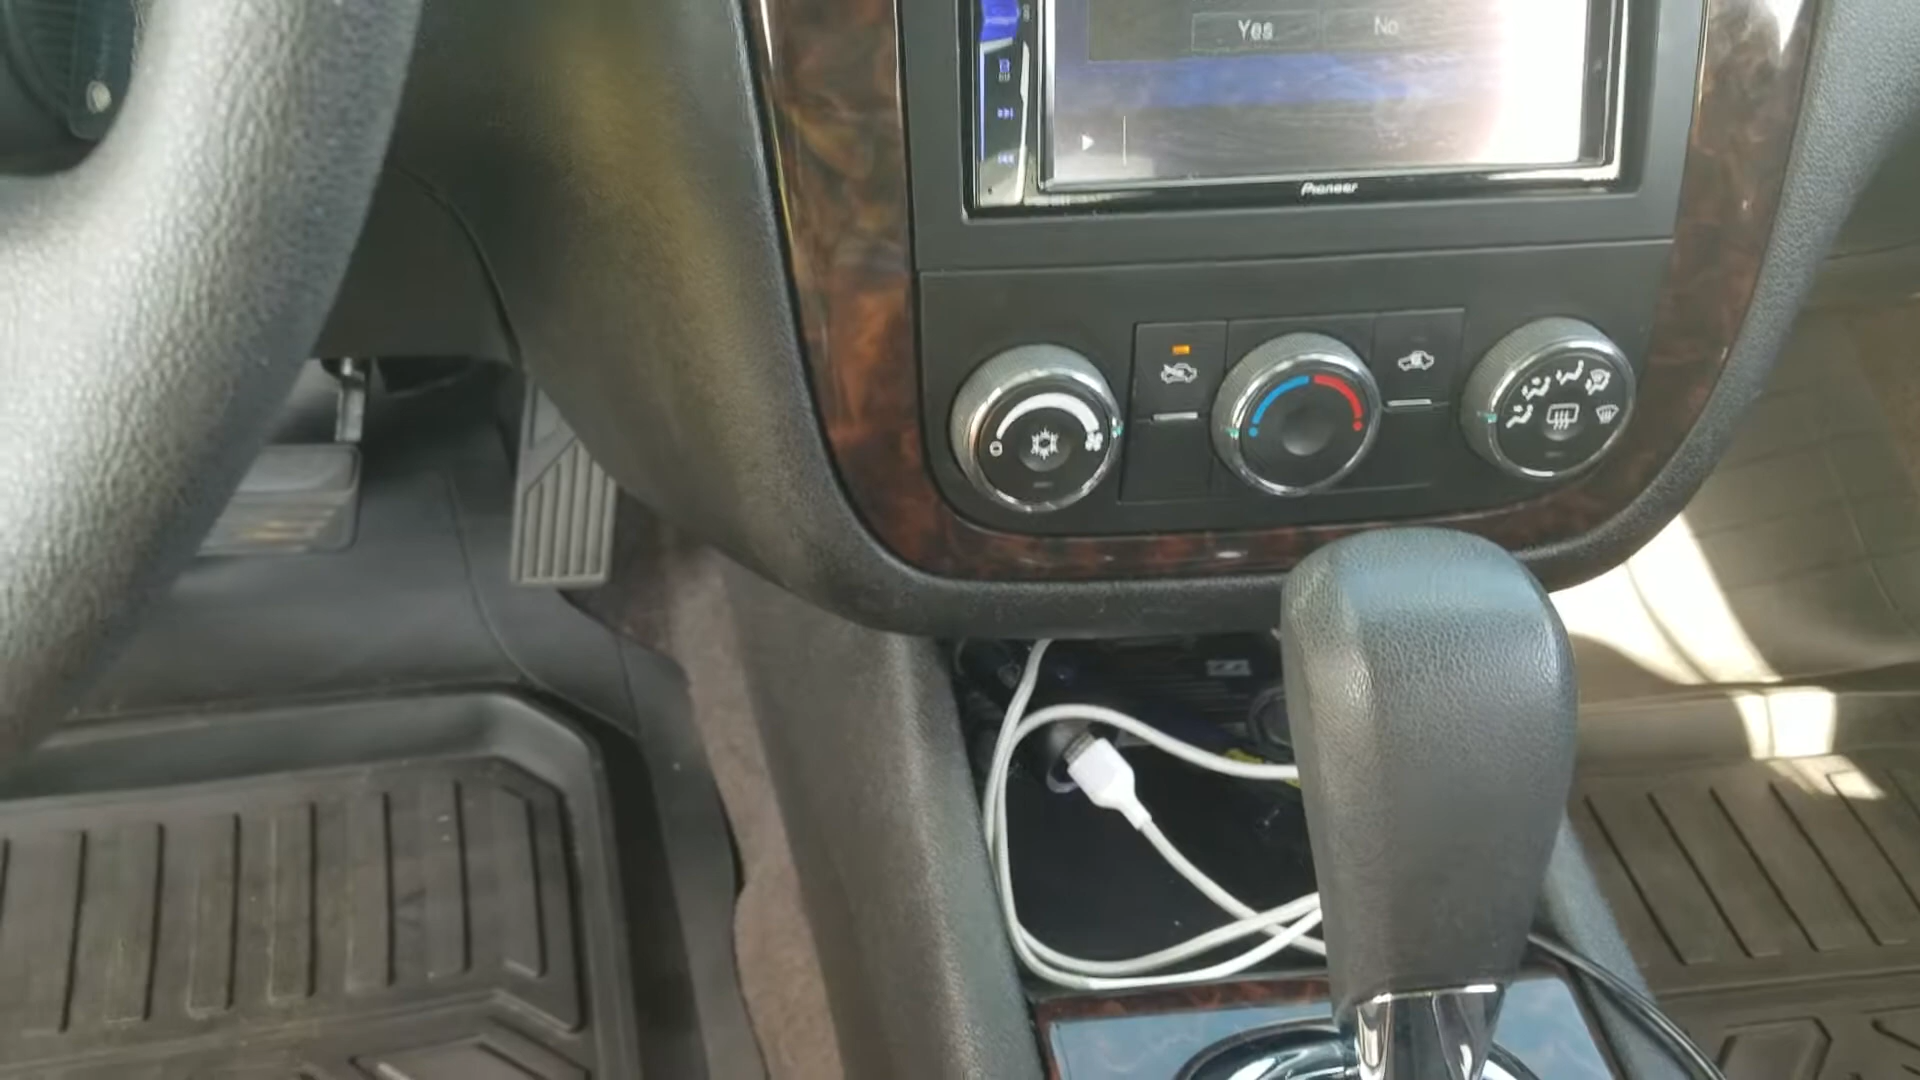 Yes No
Pioneer